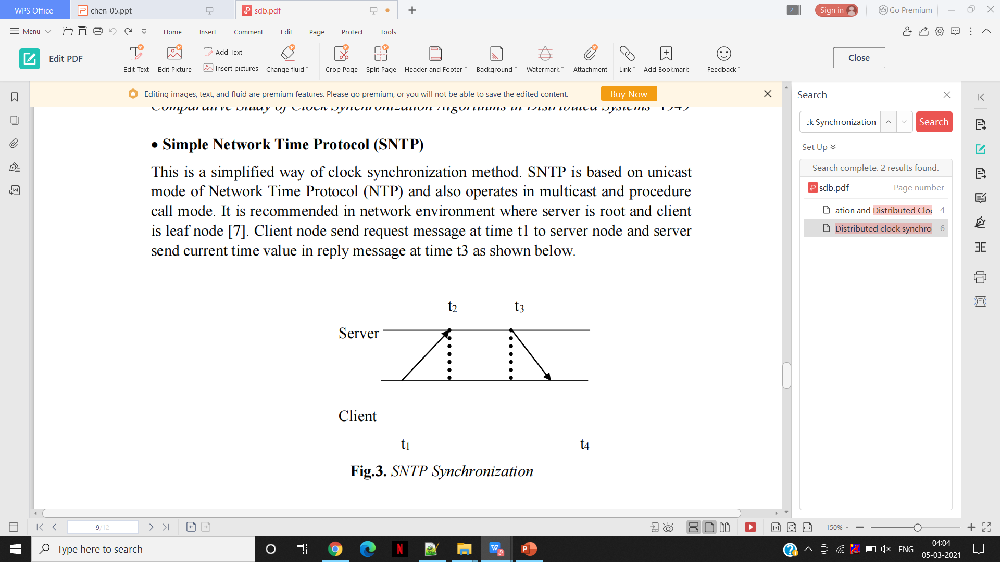 WPS Office
chen-05.ppt
sdb.pdf
2
Sign in
Go Premium
Menu
Home
Insert
Comment
Edit
Page
Protect
Tools
Edit PDF
Edit Text
Edit Picture
Add Text
Insert pictures
Change fluid
Crop Page
Split Page
Header and Footer
Background
Watermark
Attachment
Link
Add Bookmark
Feedback
Close
Editing images, text, and fluid are premium features. Please go premium, or you will not be able to save the edited content.
Buy Now
Comparative Study of Clock Synchronization Algorithms in Distributed Systems 1949
• Simple Network Time Protocol (SNTP)
This is a simplified way of clock synchronization method. SNTP is based on unicast
mode of Network Time Protocol (NTP) and also operates in multicast and procedure
call mode. It is recommended in network environment where server is root and client
is leaf node [7]. Client node send request message at time t1 to server node and server
send current time value in reply message at time t3 as shown below.
t2 t3
Server
Client
t1 t4
Fig.3. SNTP Synchronization
Search
ck Synchronization
Search
Set Up
Search complete. 2 results found.
sdb.pdf Page number
ation and Distributed Cloc 4
Distributed clock synchro 6
9/12
1:1
150%
Type here to search
ENG
04:04
05-03-2021